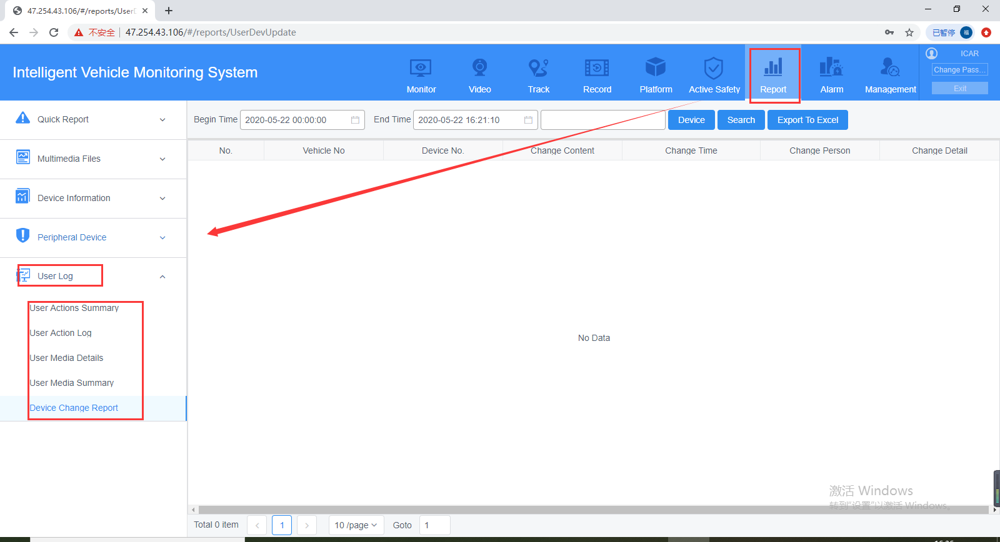 47.254.43.106/#/reports/UserD
不安全 47.254.43.106/#/reports/UserDevUpdate 已暂停 福
Intelligent Vehicle Monitoring System
Monitor Video Track Record Platform Active Safety Report Alarm Management
ICAR
Change Pass...
Exit
Quick Report
Multimedia Files
Device Information
Peripheral Device
User Log
User Actions Summary
User Action Log
User Media Details
User Media Summary
Device Change Report
Begin Time 2020-05-22 00:00:00 End Time 2020-05-22 16:21:10 Device Search Export To Excel
No. Vehicle No Device No. Change Content Change Time Change Person Change Detail
No Data
激活 Windows
转到"设置"以激活 Windows。
Total 0 item 1 10 /page Goto 1